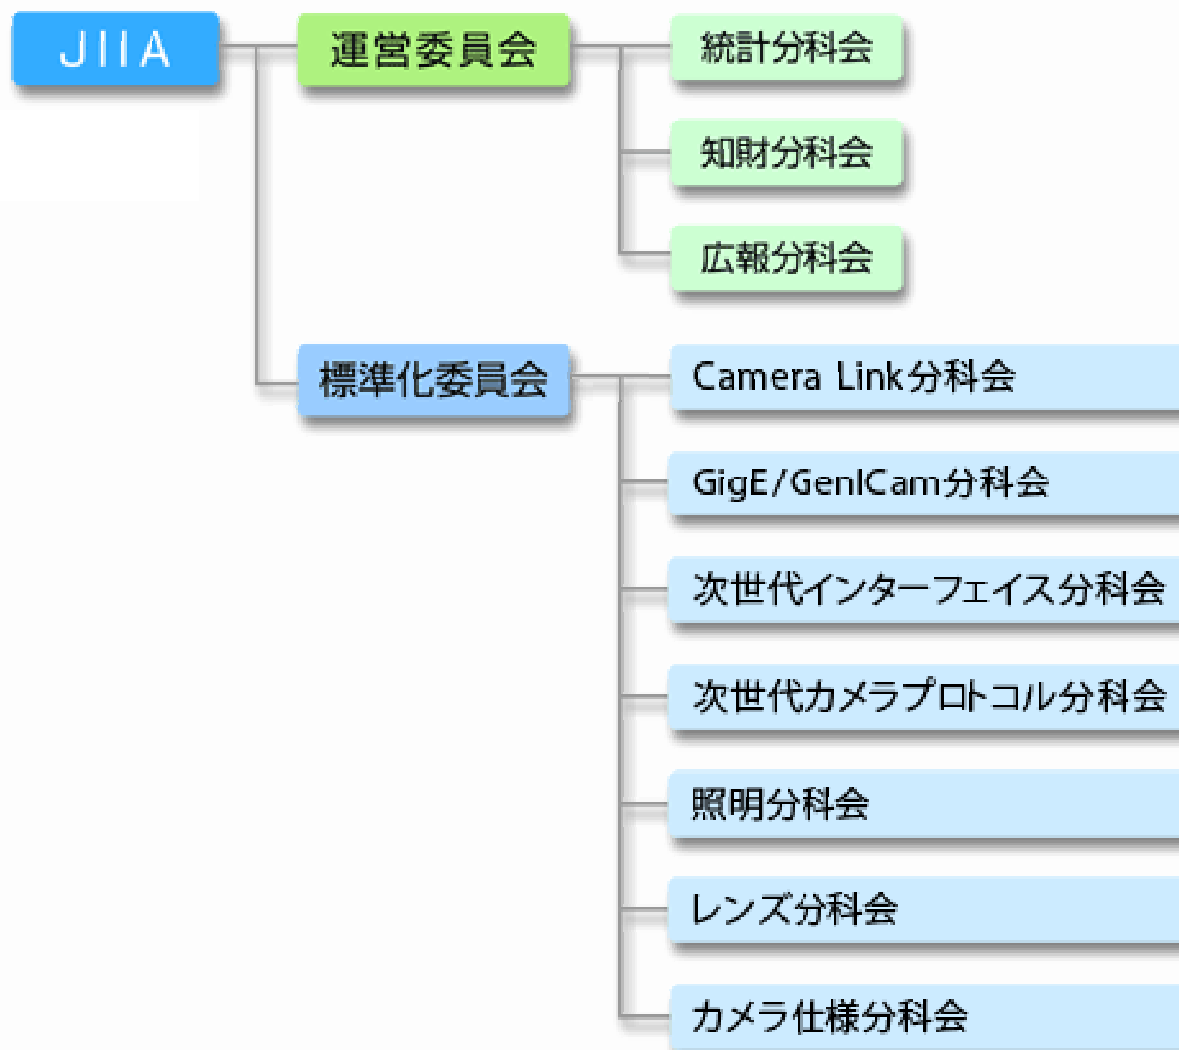 JIIA
運営委員会
統計分科会
知財分科会
広報分科会
標準化委員会
Camera Link分科会
GigE/GenICam分科会
次世代インターフェイス分科会
次世代カメラプロトコル分科会
照明分科会
レンズ分科会
カメラ仕様分科会